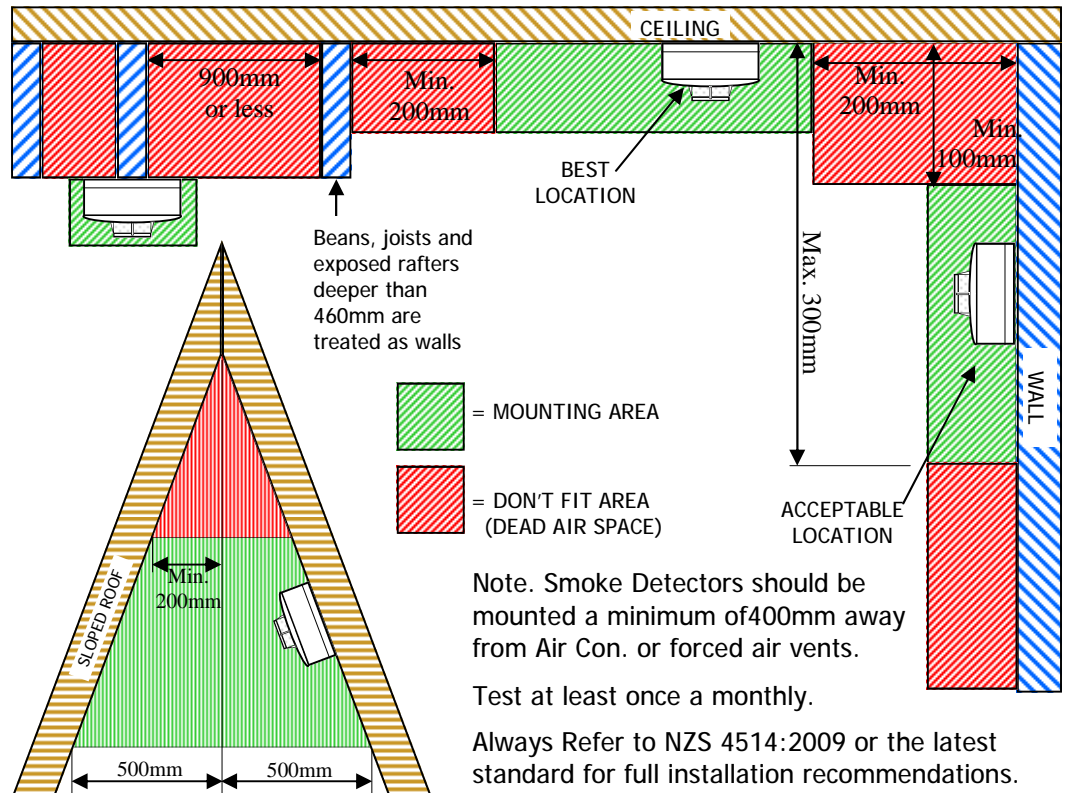 CEILING
900mm
or less
Min.
200mm
Min.
200mm
Min.
100mm
BEST
LOCATION
Beans, joists and
exposed rafters
deeper than
460mm are
treated as walls
Max. 300mm
WALL
= MOUNTING AREA
= DON'T FIT AREA
(DEAD AIR SPACE)
ACCEPTABLE
LOCATION
SLOPED ROOF
Min.
200mm
500mm
500mm
Note. Smoke Detectors should be
mounted a minimum of400mm away
from Air Con. or forced air vents.
Test at least once a monthly.
Always Refer to NZS 4514:2009 or the latest
standard for full installation recommendations.